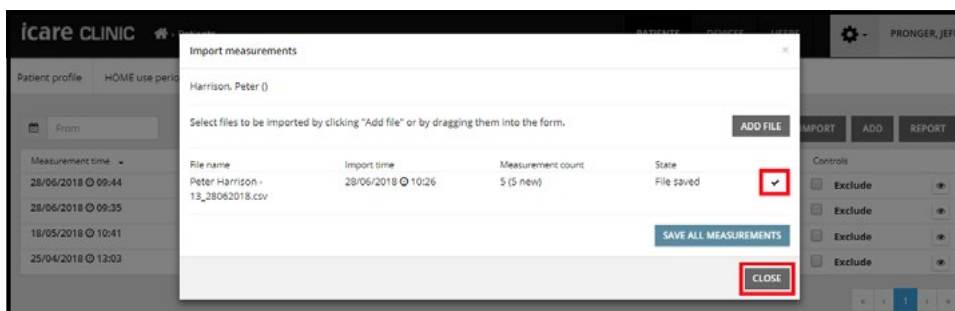 icare CLINIC
PATIENTS DEVICES USERS
PRONGER, JEF
Import measurements
×
Patient profile HOME use perio
Harrison, Peter ()
Select files to be imported by clicking "Add file" or by dragging them into the form.
ADD FILE
From
IMPORT ADD REPORT
Measurement time
File name Import time Measurement count State
Controls
Peter Harrison - 28/06/2018 10:26 5 (5 new) File saved
13_28062018.csv
28/06/2018 09:44 Exclude
28/06/2018 09:35 Exclude
18/05/2018 10:41 Exclude
25/04/2018 13:03 Exclude
SAVE ALL MEASUREMENTS
CLOSE
« ‹ 1 › »